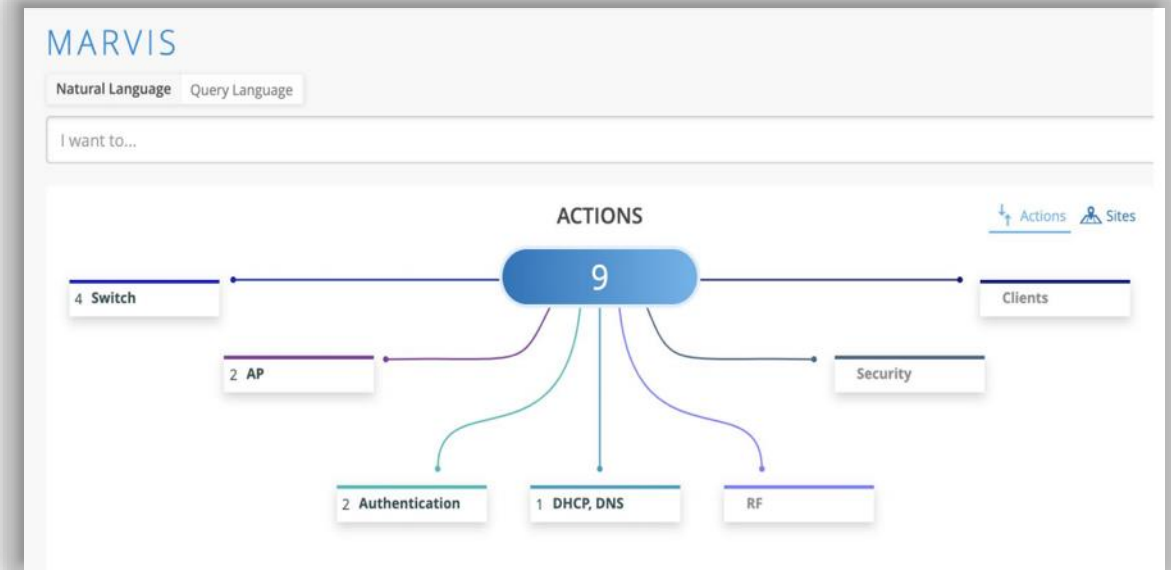 MARVIS
Natural Language Query Language
I want to...
ACTIONS
Actions Sites
9
4 Switch
Clients
2 AP
Security
2 Authentication
1 DHCP, DNS
RF